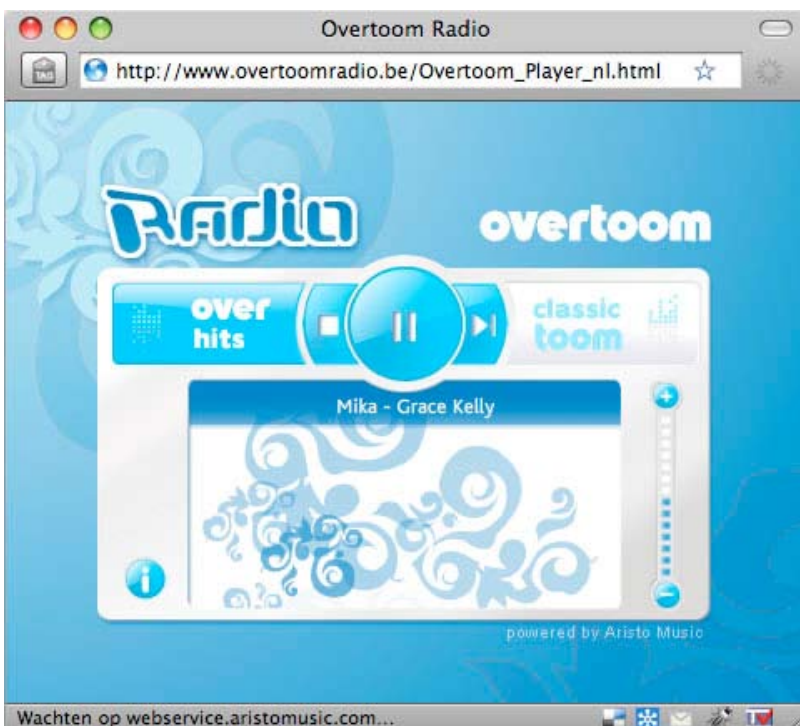 Overtoom Radio
http://www.overtoomradio.be/Overtoom_Player_nl.html
Radio
overtoom
over
hits
classic
toom
Mika - Grace Kelly
i
powered by Aristo Music
Wachten op webservice.aristomusic.com...